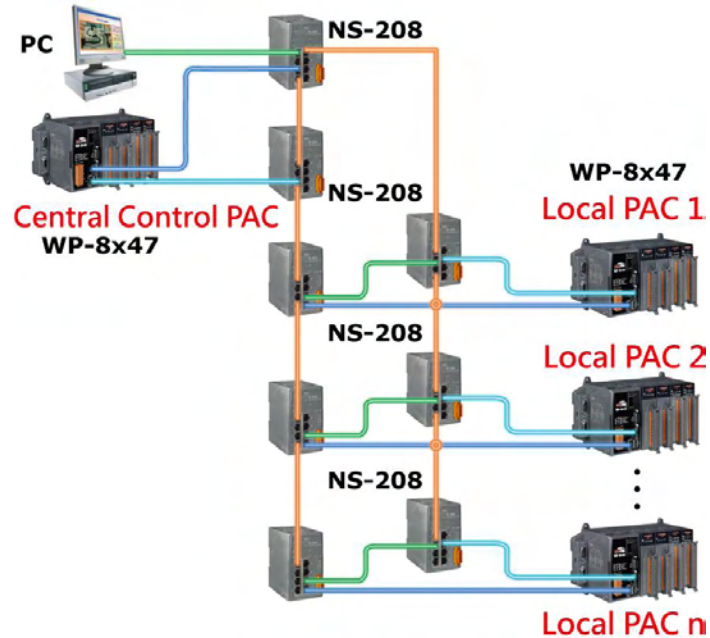 PC
NS-208
NS-208
Central Control PAC
WP-8x47
WP-8x47
Local PAC 1
NS-208
Local PAC 2
NS-208
Local PAC n